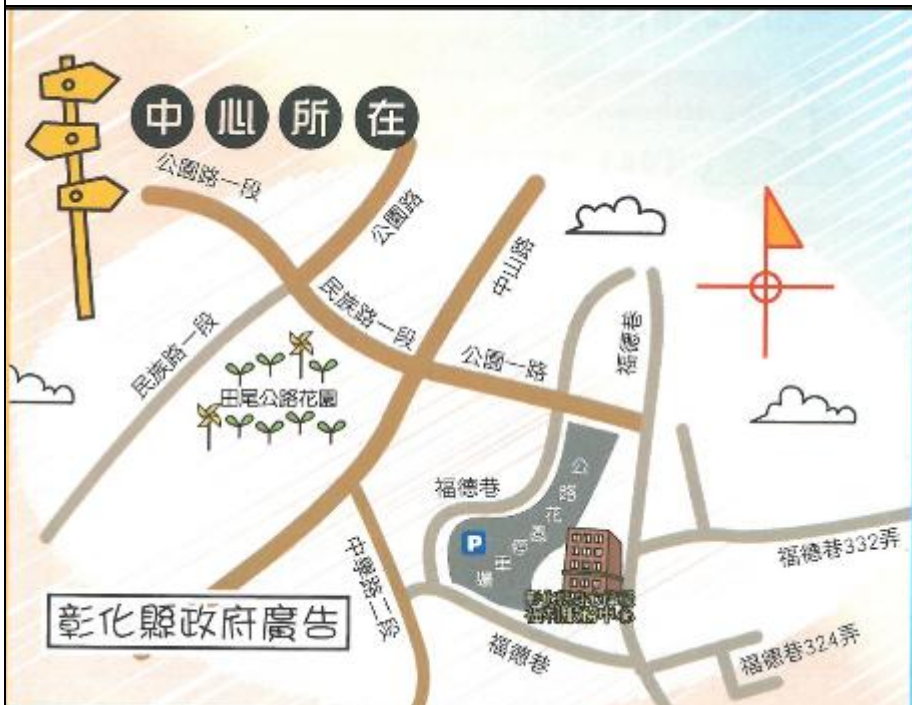 中心所在
公園路一段
公園路
中山路
民族路一段
民族路一段
公園一路
福德巷
田尾公路花園
福德巷
公路花園
P
中學路二段
福德巷332弄
彰化縣政府廣告
福德巷
福德巷324弄